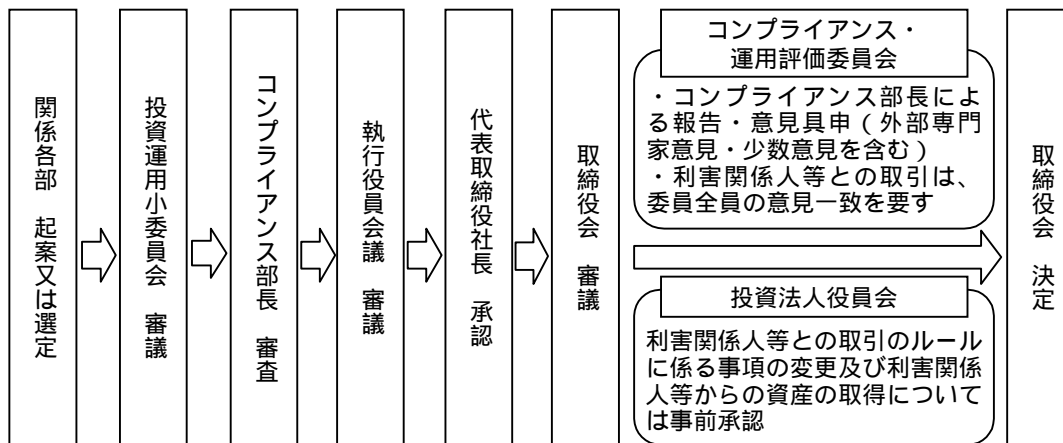 関係各部 起案又は選定
投資運用小委員会 審議
コンプライアンス部長 審査
執行役員会議 審議
代表取締役社長 承認
取締役会 審議
コンプライアンス・
運用評価委員会
・コンプライアンス部長によ
る報告・意見具申（外部専門
家意見・少数意見を含む）
・利害関係人等との取引は、
委員全員の意見一致を要す
投資法人役員会
利害関係人等との取引のルール
に係る事項の変更及び利害関係
人等からの資産の取得について
は事前承認
取締役会 決定